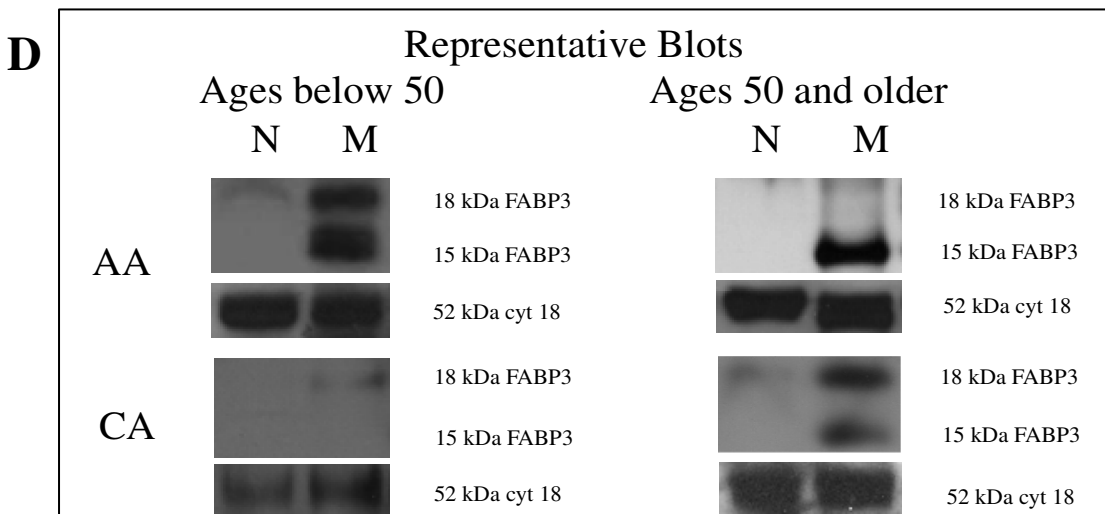 D
Representative Blots
Ages below 50 Ages 50 and older
N M N M
18 kDa FABP3 18 kDa FABP3
AA 15 kDa FABP3 15 kDa FABP3
52 kDa cyt 18 52 kDa cyt 18
18 kDa FABP3 18 kDa FABP3
CA 15 kDa FABP3 15 kDa FABP3
52 kDa cyt 18 52 kDa cyt 18